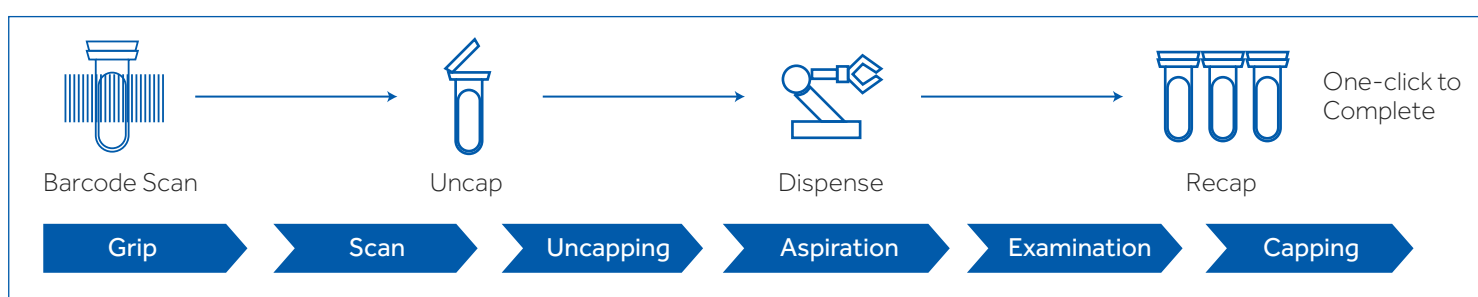 One-click to
Complete
Barcode Scan
Uncap
Dispense
Recap
Grip
Scan
Uncapping
Aspiration
Examination
Capping